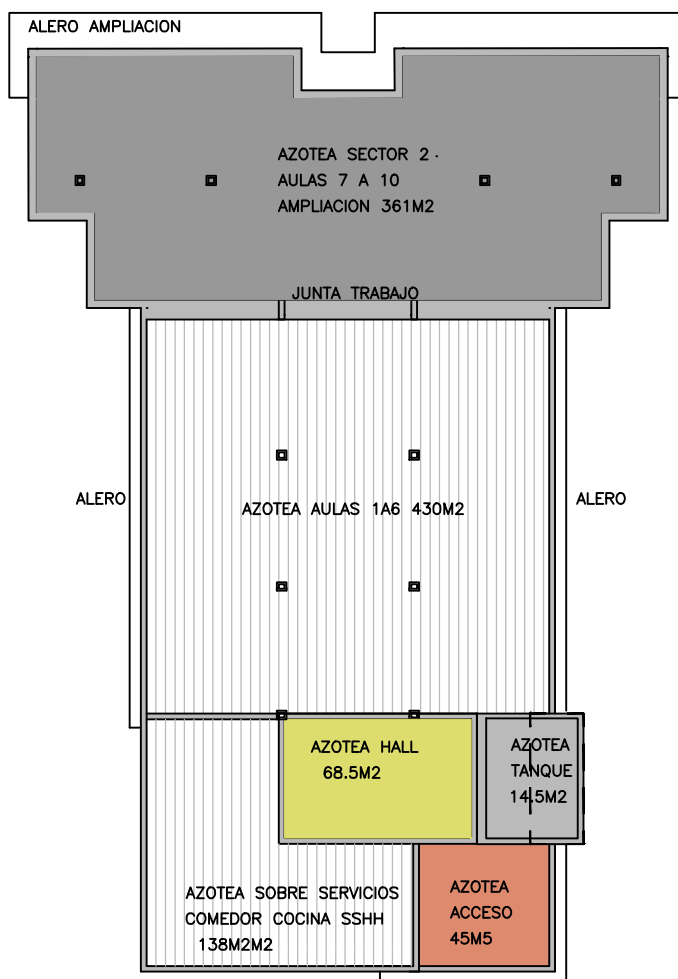 ALERO AMPLIACION
AZOTEA SECTOR 2 -
AULAS 7 A 10
AMPLIACION 361M2
JUNTA TRABAJO
ALERO
AZOTEA AULAS 1A6 430M2
ALERO
AZOTEA HALL
68.5M2
AZOTEA
TANQUE
14.5M2
AZOTEA SOBRE SERVICIOS
COMEDOR COCINA SSHH
138M2M2
AZOTEA
ACCESO
45M5